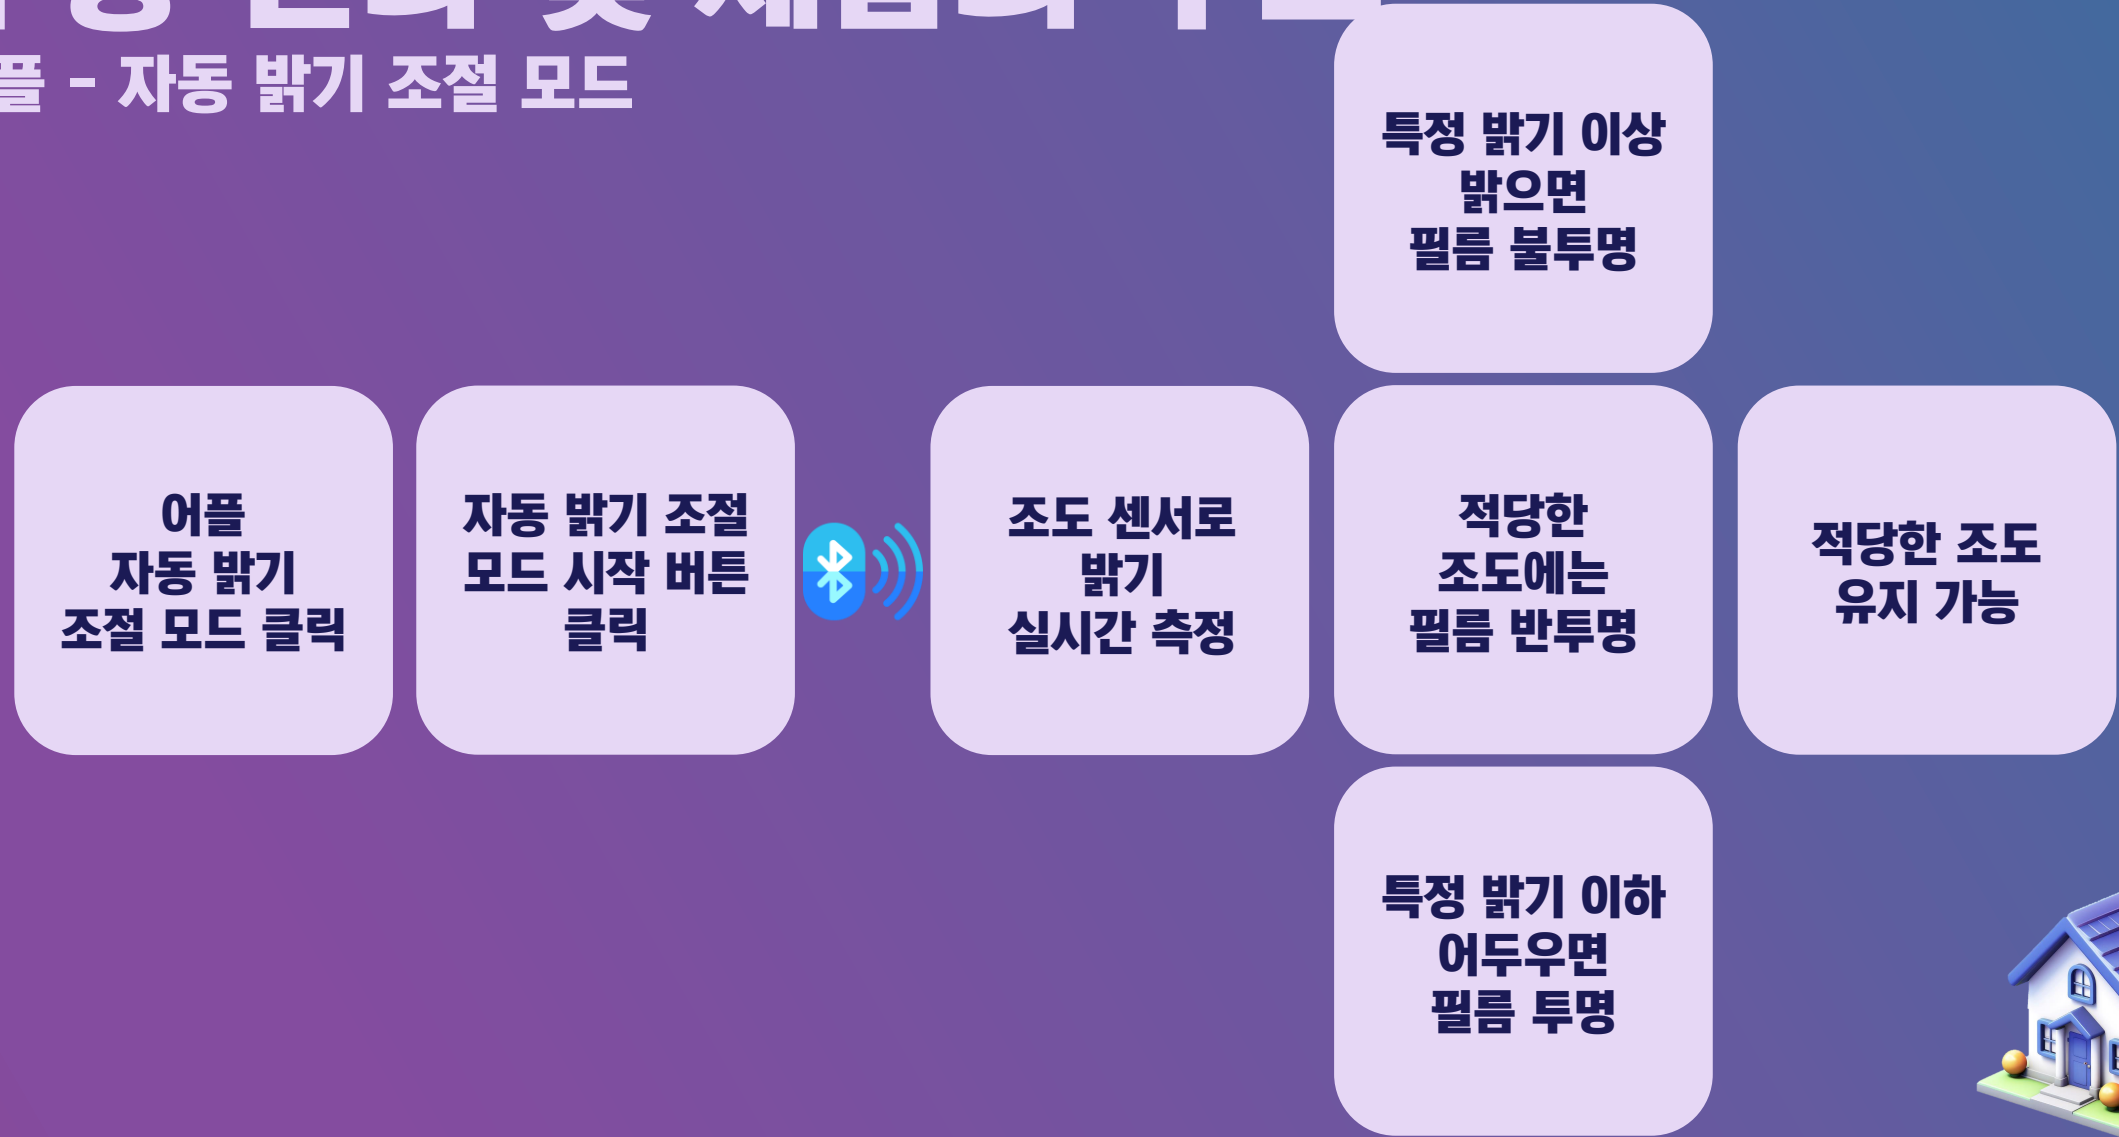 - 자동 밝기 조절 모드
특정 밝기 이상
밝으면
필름 불투명
어플
자동 밝기
조절 모드 클릭
자동 밝기 조절
모드 시작 버튼
클릭
조도 센서로
밝기
실시간 측정
적당한
조도에는
필름 반투명
적당한 조도
유지 가능
특정 밝기 이하
어두우면
필름 투명